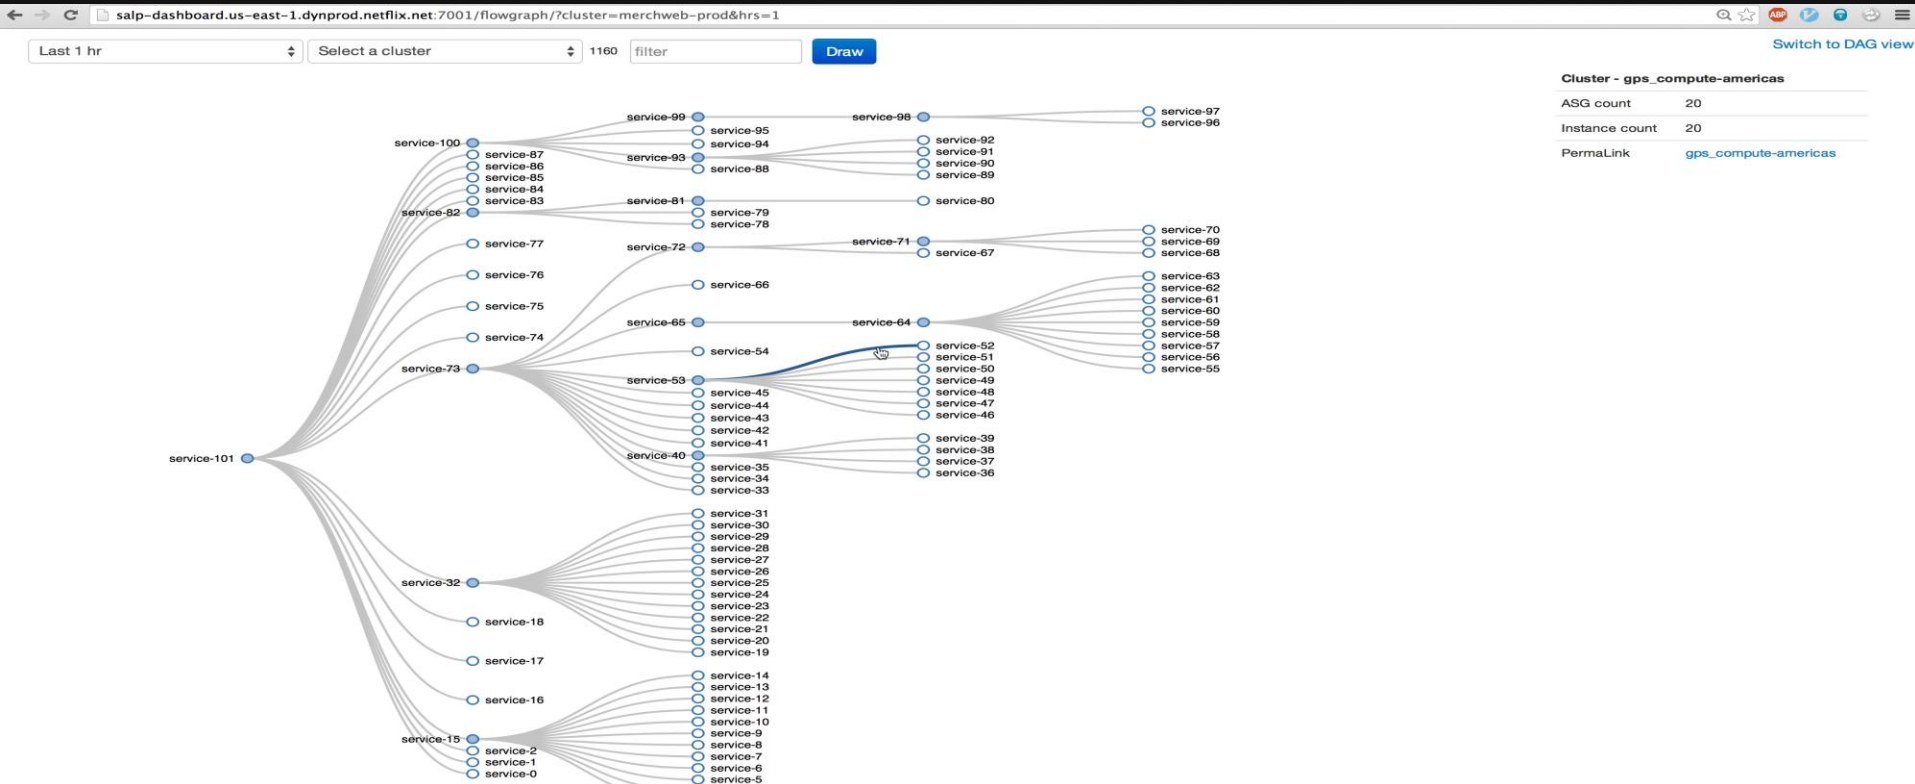 salp-dashboard.us-east-1.dynprod.netflix.net:7001/flowgraph/?cluster=merchweb-prod&hrs=1
ABP
Last 1 hr
Select a cluster
1160
filter
Draw
Switch to DAG view
Cluster - gps_compute-americas
ASG count 20
Instance count 20
PermaLink gps_compute-americas
service-101
service-100
service-87
service-86
service-85
service-84
service-83
service-82
service-77
service-76
service-75
service-74
service-73
service-32
service-18
service-17
service-16
service-15
service-2
service-1
service-0
service-99
service-95
service-94
service-93
service-88
service-81
service-79
service-78
service-72
service-66
service-65
service-54
service-53
service-45
service-44
service-43
service-42
service-41
service-40
service-35
service-34
service-33
service-31
service-30
service-29
service-28
service-27
service-26
service-25
service-24
service-23
service-22
service-21
service-20
service-19
service-14
service-13
service-12
service-11
service-10
service-9
service-8
service-7
service-6
service-5
service-98
service-92
service-91
service-90
service-89
service-80
service-71
service-67
service-64
service-52
service-51
service-50
service-49
service-48
service-47
service-46
service-39
service-38
service-37
service-36
service-97
service-96
service-70
service-69
service-68
service-63
service-62
service-61
service-60
service-59
service-58
service-57
service-56
service-55